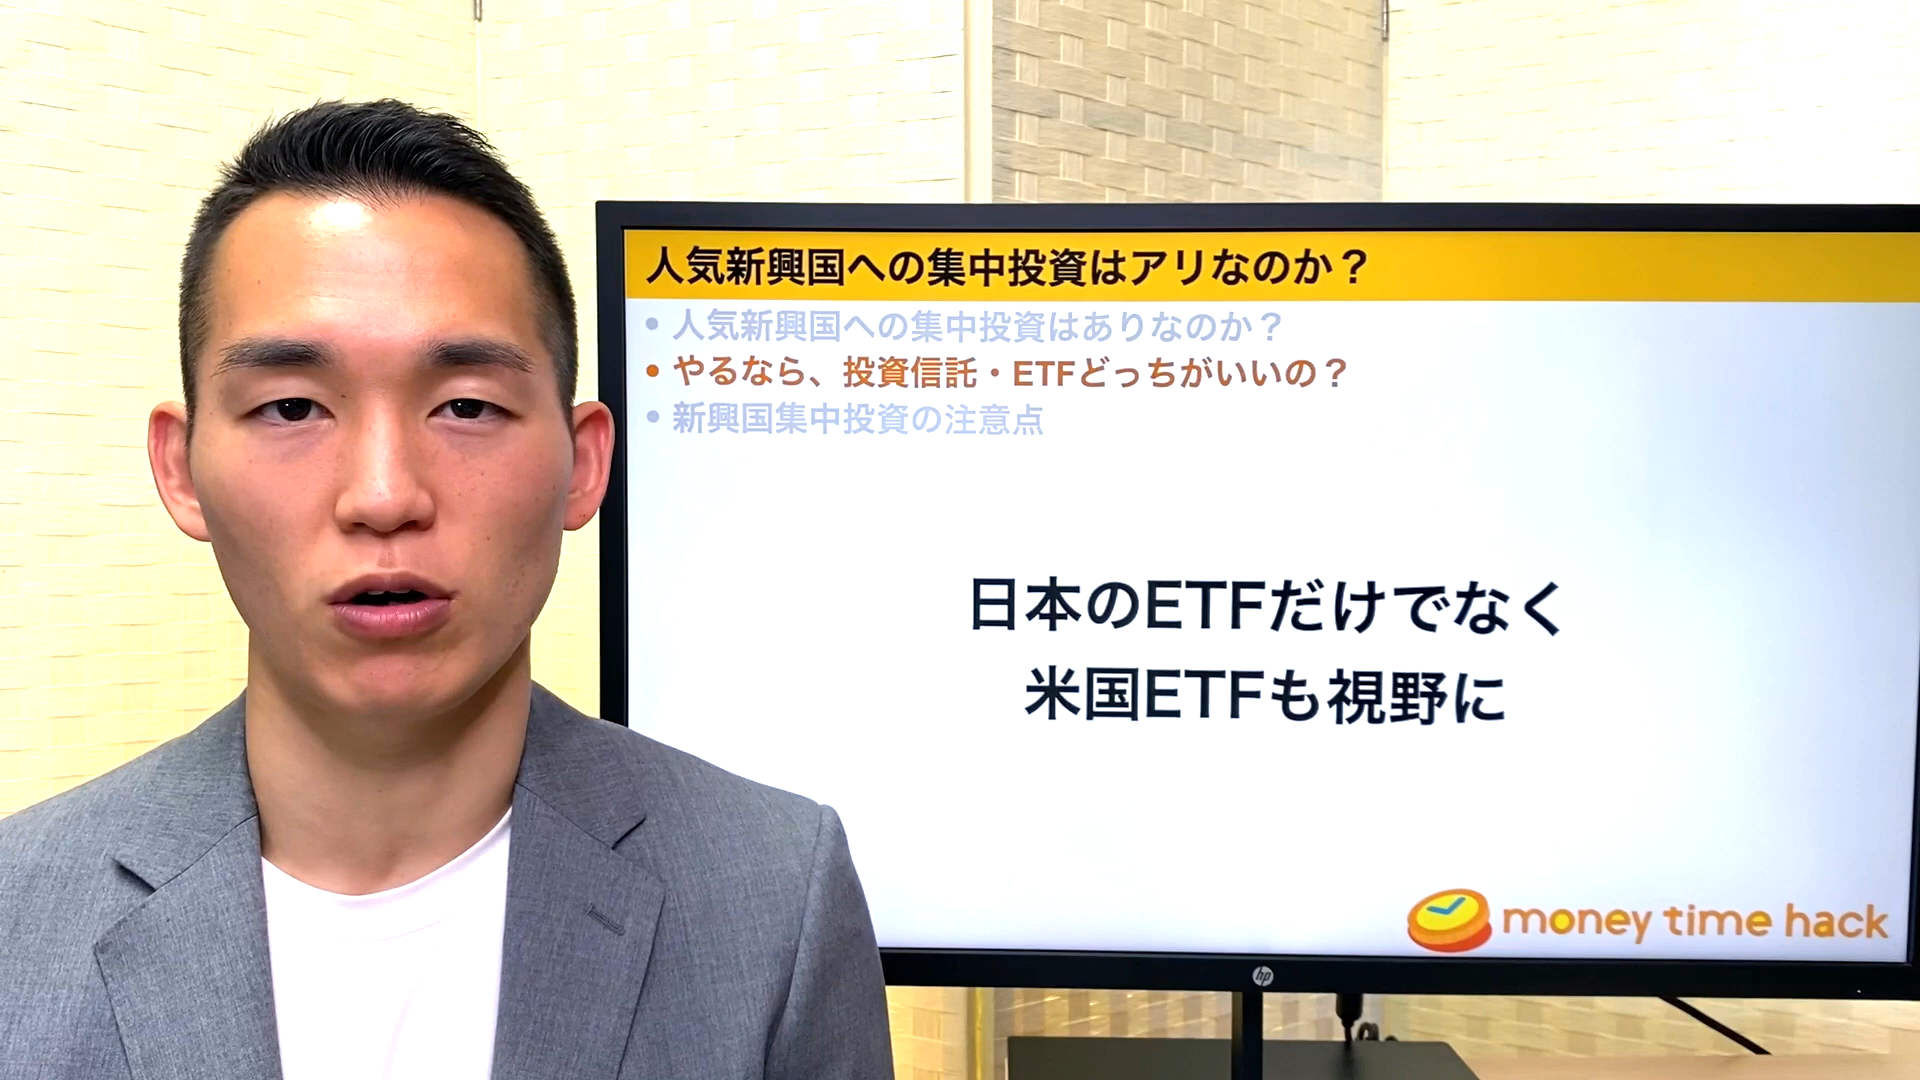 人気新興国への集中投資はアリなのか？
• 人気新興国への集中投資はありなのか？
• やるなら、投資信託・ETFどっちがいいの？
• 新興国集中投資の注意点
日本のETFだけでなく
米国ETFも視野に
money time hack
hp